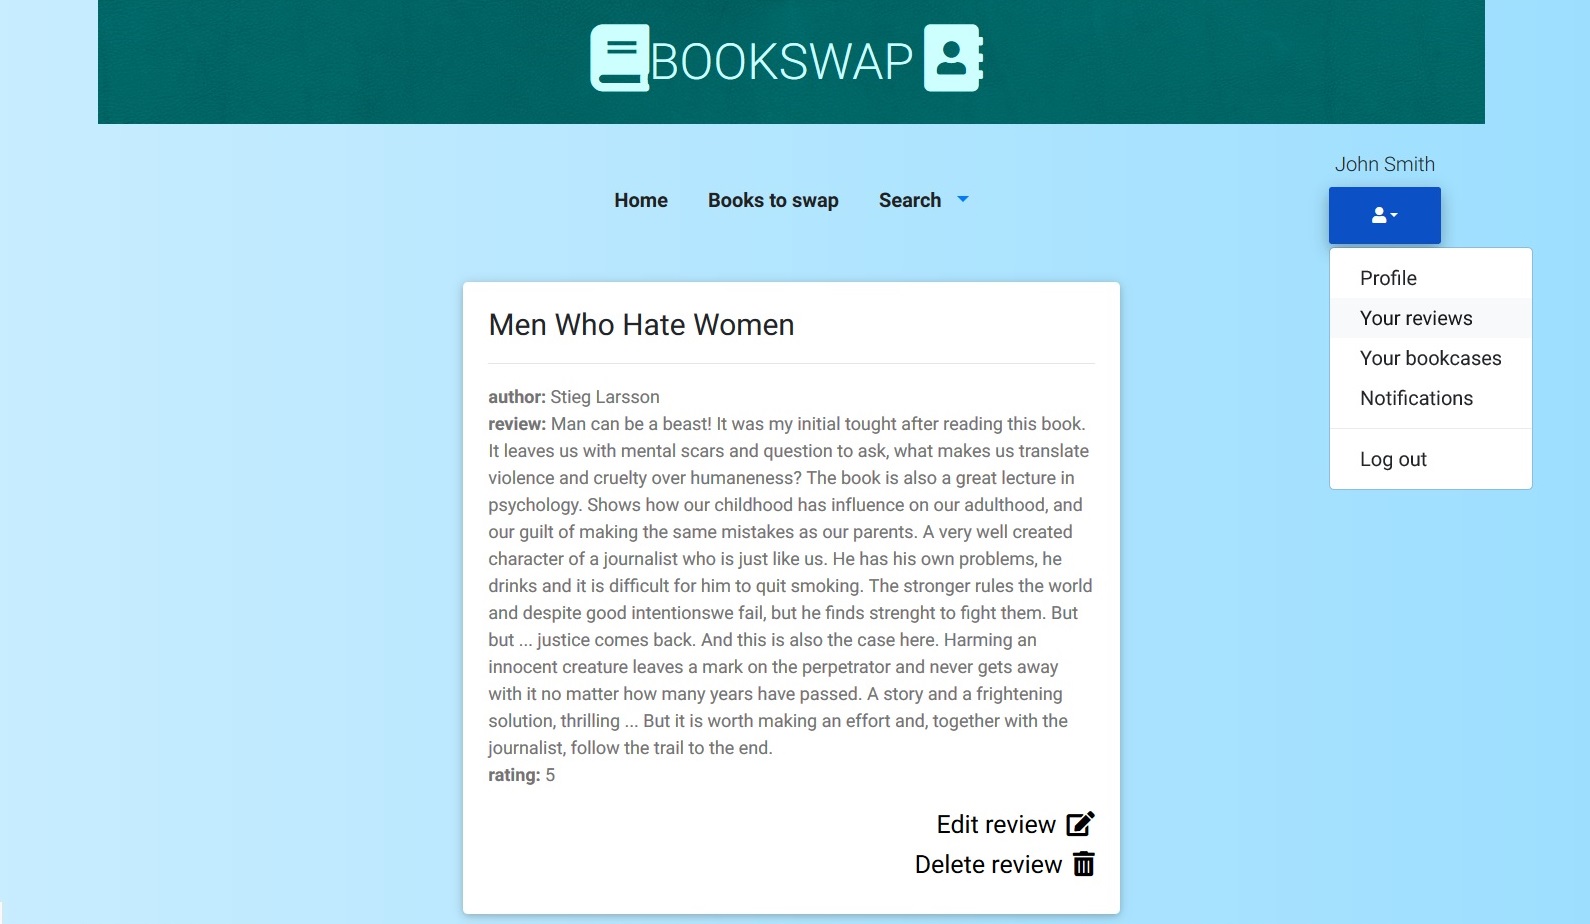 BOOKSWAP
John Smith
Home Books to swap Search
Profile
Your reviews
Your bookcases
Notifications
Log out
Men Who Hate Women
author: Stieg Larsson
review: Man can be a beast! It was my initial tought after reading this book.
It leaves us with mental scars and question to ask, what makes us translate
violence and cruelty over humaneness? The book is also a great lecture in
psychology. Shows how our childhood has influence on our adulthood, and
our guilt of making the same mistakes as our parents. A very well created
character of a journalist who is just like us. He has his own problems, he
drinks and it is difficult for him to quit smoking. The stronger rules the world
and despite good intentionswe fail, but he finds strenght to fight them. But
but ... justice comes back. And this is also the case here. Harming an
innocent creature leaves a mark on the perpetrator and never gets away
with it no matter how many years have passed. A story and a frightening
solution, thrilling ... But it is worth making an effort and, together with the
journalist, follow the trail to the end.
rating: 5
Edit review
Delete review